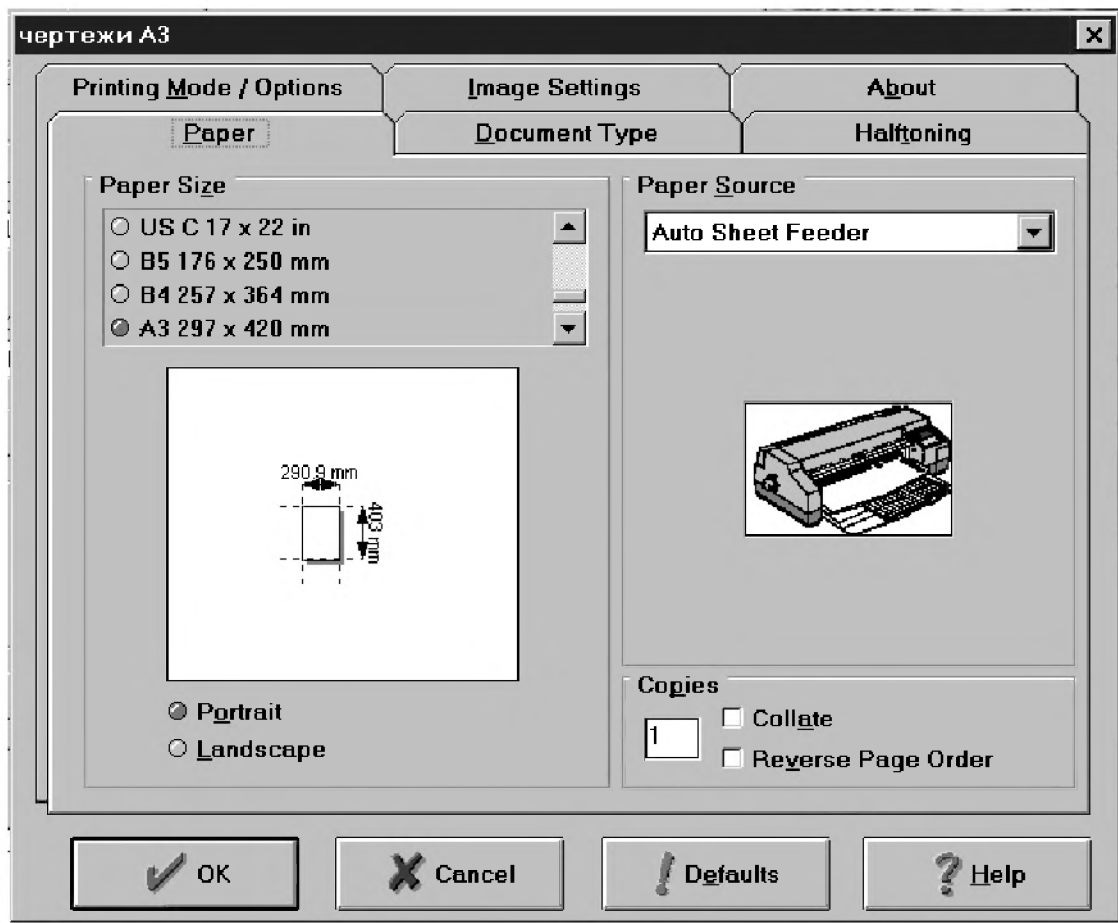 чертежи А3
Printing Mode / Options
Image Settings
About
Paper
Document Type
Halftoning
Paper Size
US C 17 x 22 in
B5 176 x 250 mm
B4 257 x 364 mm
A3 297 x 420 mm
290.9 mm
403 mm
Portrait
Landscape
Paper Source
Auto Sheet Feeder
Copies
1
Collate
Reverse Page Order
OK
Cancel
Defaults
Help